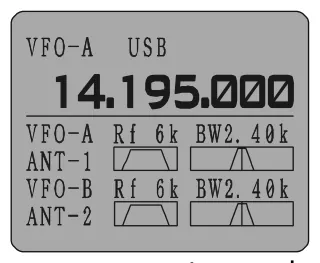 VFO-A USB
14.195.000
VFO-A Rf 6k BW2.40k
ANT-1
VFO-B Rf 6k BW2.40k
ANT-2